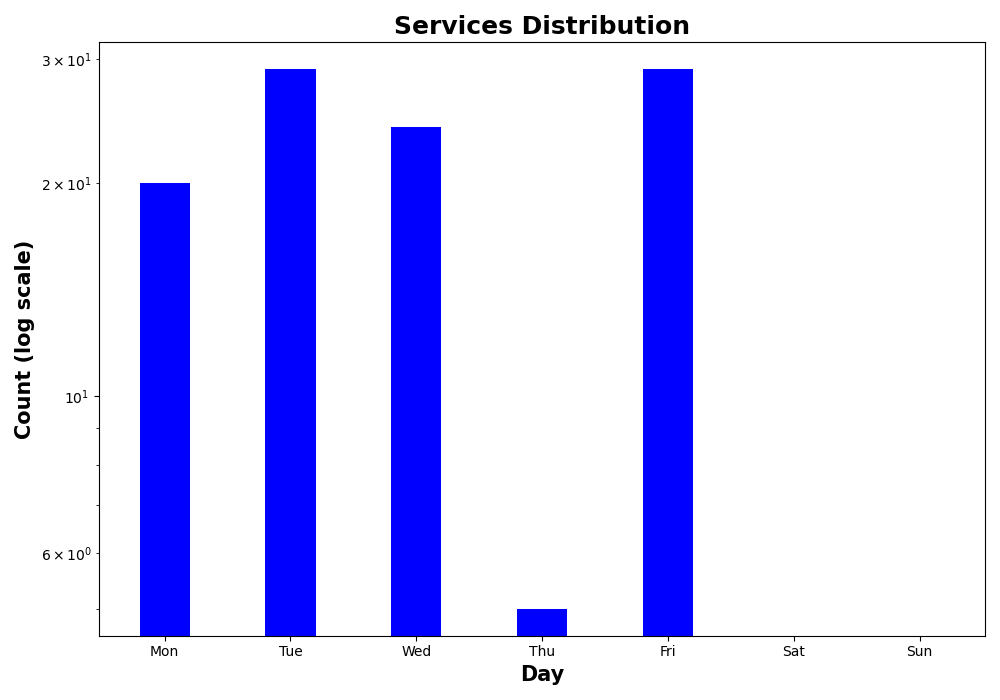 Services Distribution
3 × 10¹
2 × 10¹
10¹
6 × 10⁰
Count (log scale)
Mon Tue Wed Thu Fri Sat Sun
Day